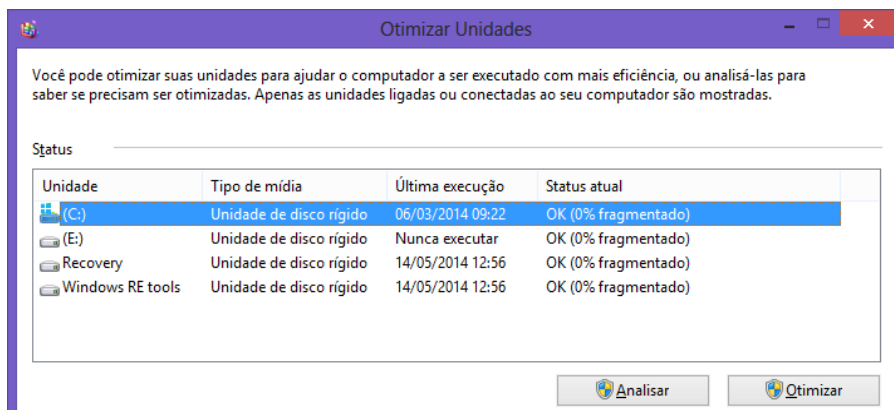 Otimizar Unidades
Você pode otimizar suas unidades para ajudar o computador a ser executado com mais eficiência, ou analisá-las para
saber se precisam ser otimizadas. Apenas as unidades ligadas ou conectadas ao seu computador são mostradas.
Status
Unidade Tipo de mídia Última execução Status atual
(C:) Unidade de disco rígido 06/03/2014 09:22 OK (0% fragmentado)
(E:) Unidade de disco rígido Nunca executar OK (0% fragmentado)
Recovery Unidade de disco rígido 14/05/2014 12:56 OK (0% fragmentado)
Windows RE tools Unidade de disco rígido 14/05/2014 12:56 OK (0% fragmentado)
Analisar Otimizar